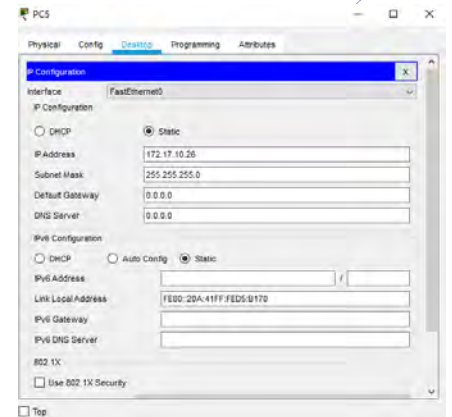 PC5
Physical Config Desktop Programming Attributes
IP Configuration X
Interface FastEthernet0
IP Configuration
DHCP Static
IP Address 172.17.10.26
Subnet Mask 255.255.255.0
Default Gateway 0.0.0.0
DNS Server 0.0.0.0
IPv6 Configuration
DHCP Auto Config Static
IPv6 Address /
Link Local Address FE80::20A:41FF:FED5:B170
IPv6 Gateway
IPv6 DNS Server
802.1X
Use 802.1X Security
Top